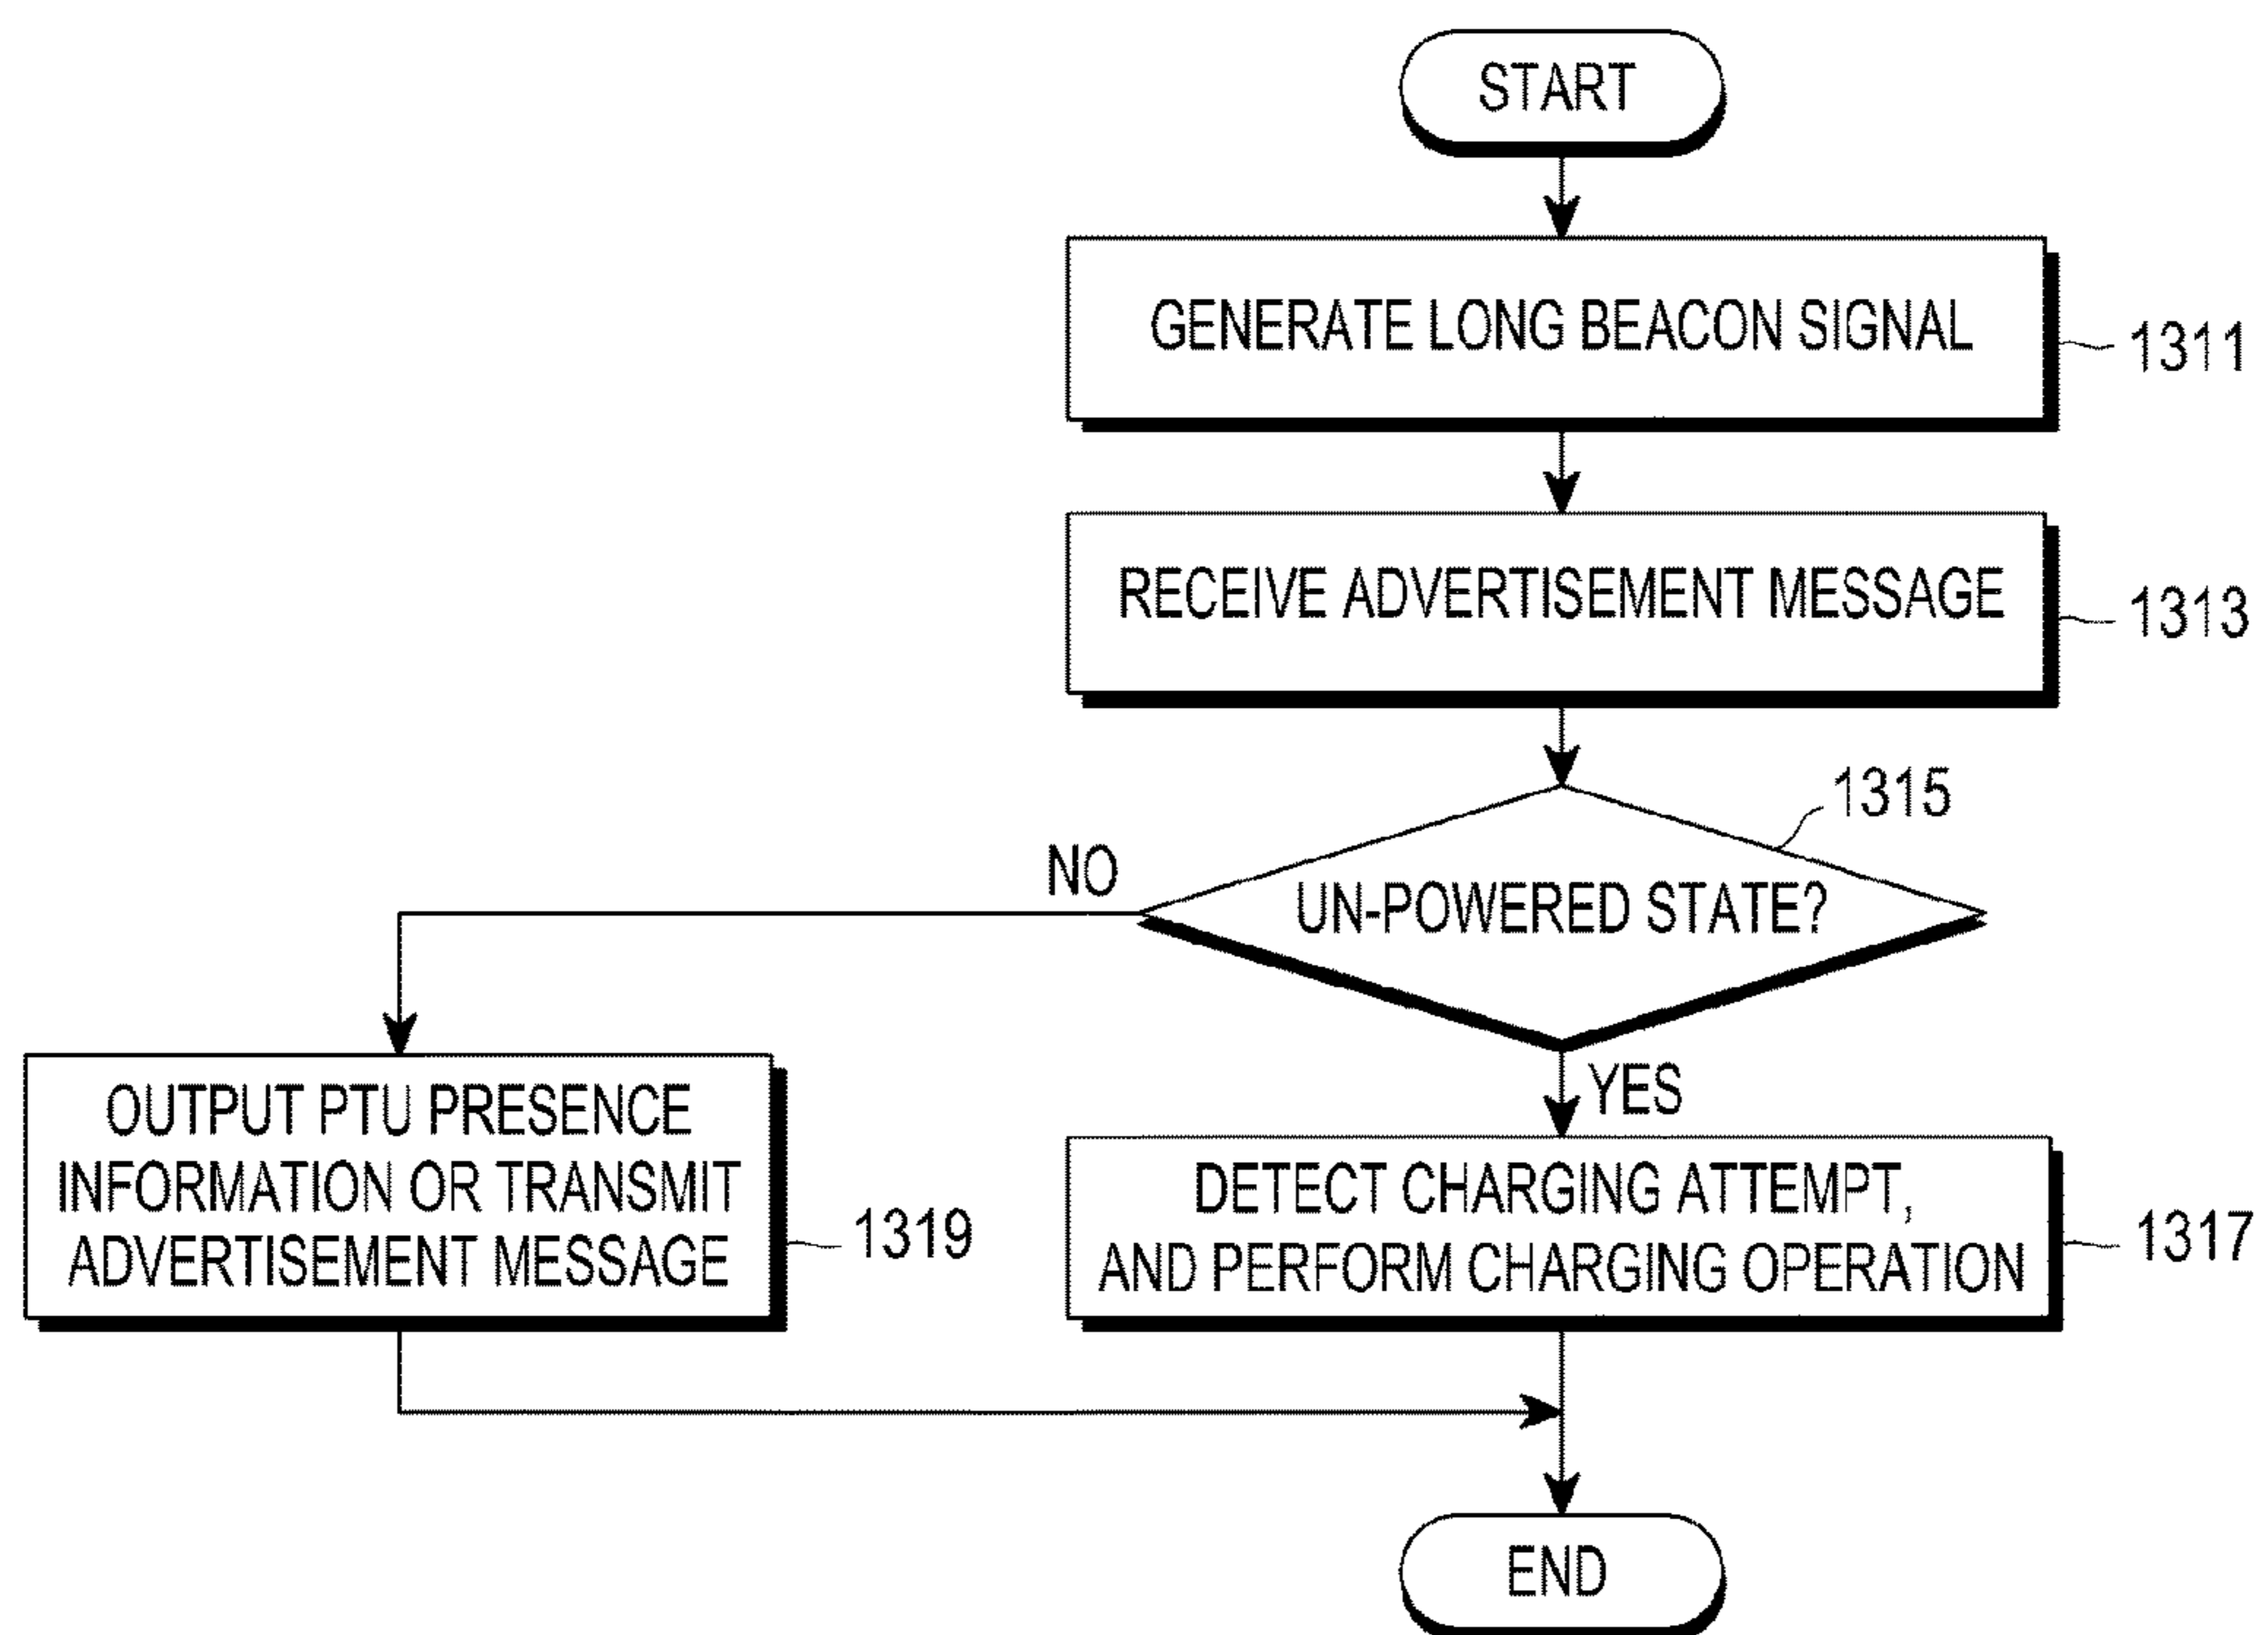 START
GENERATE LONG BEACON SIGNAL
1311
RECEIVE ADVERTISEMENT MESSAGE
1313
1315
NO
UN-POWERED STATE?
YES
OUTPUT PTU PRESENCE
INFORMATION OR TRANSMIT
ADVERTISEMENT MESSAGE
1319
DETECT CHARGING ATTEMPT,
AND PERFORM CHARGING OPERATION
1317
END